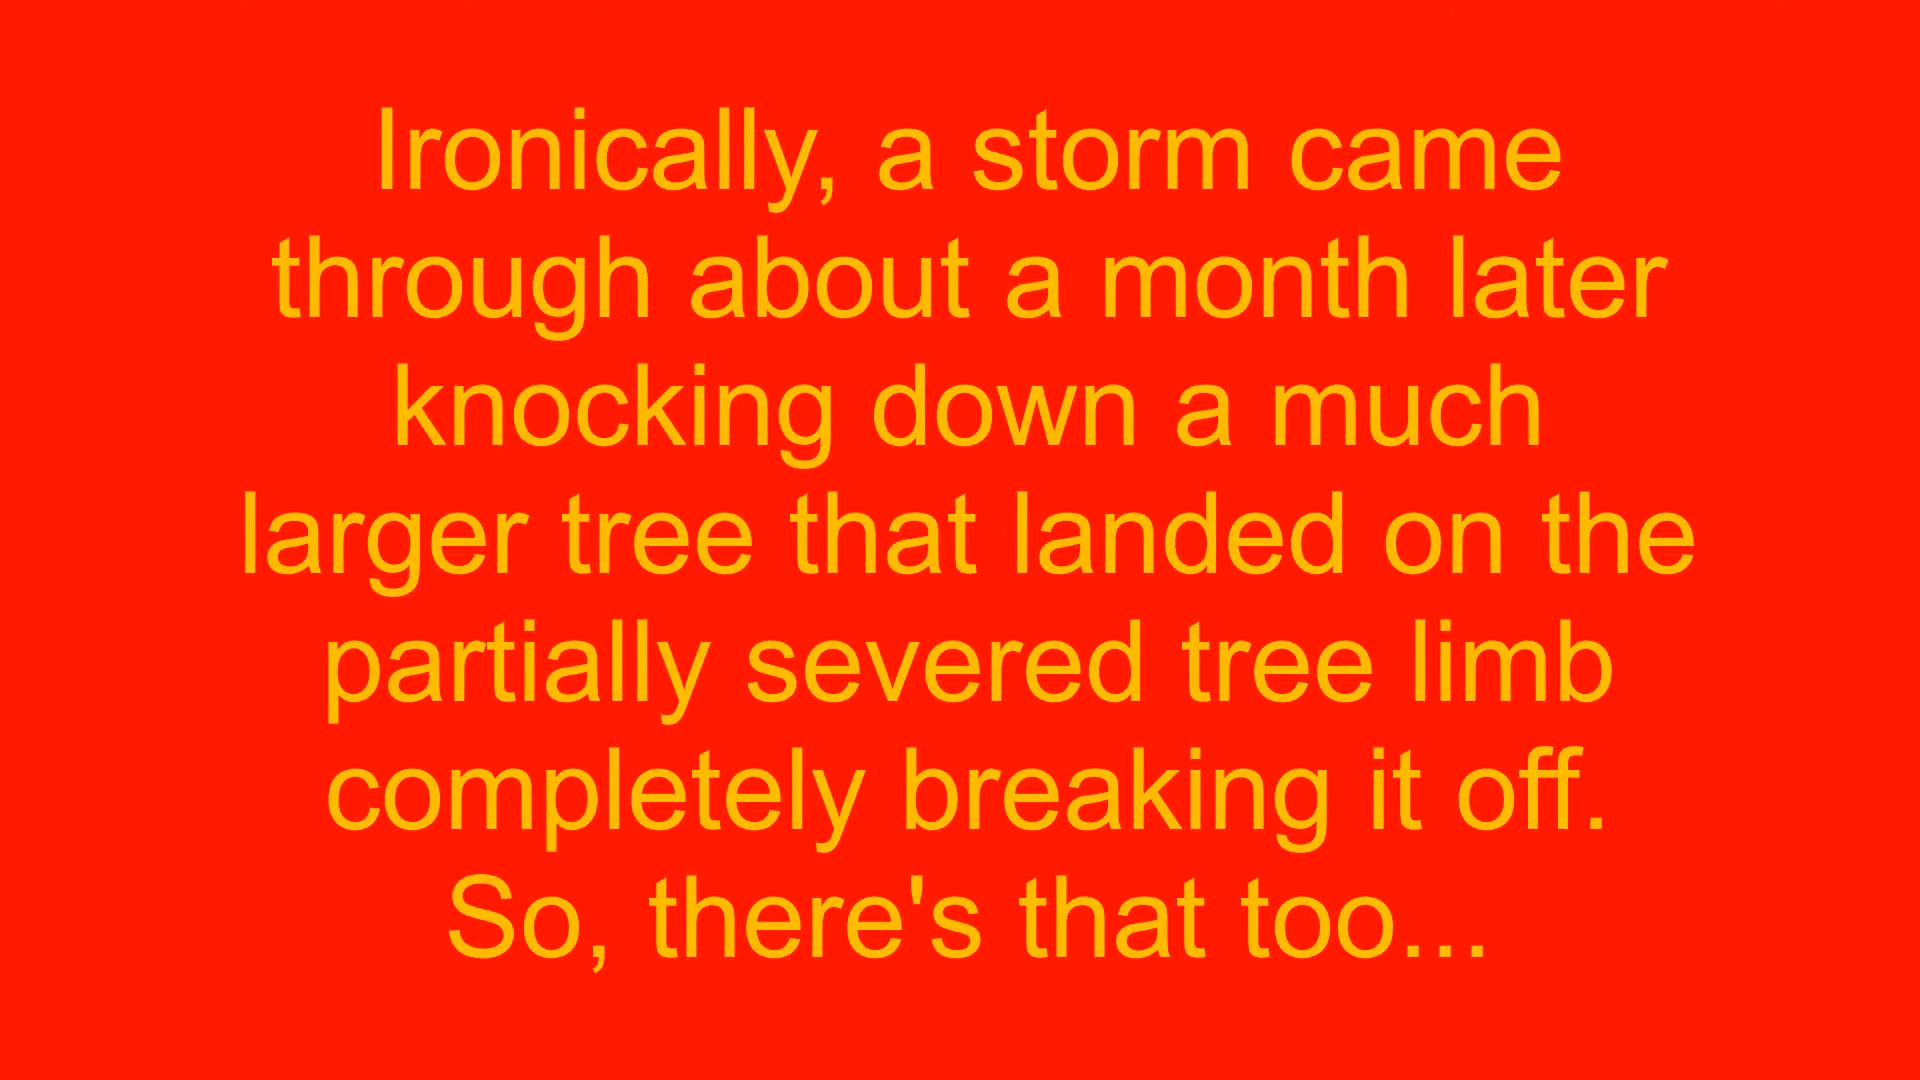 Ironically, a storm came
through about a month later
knocking down a much
larger tree that landed on the
partially severed tree limb
completely breaking it off.
So, there's that too...